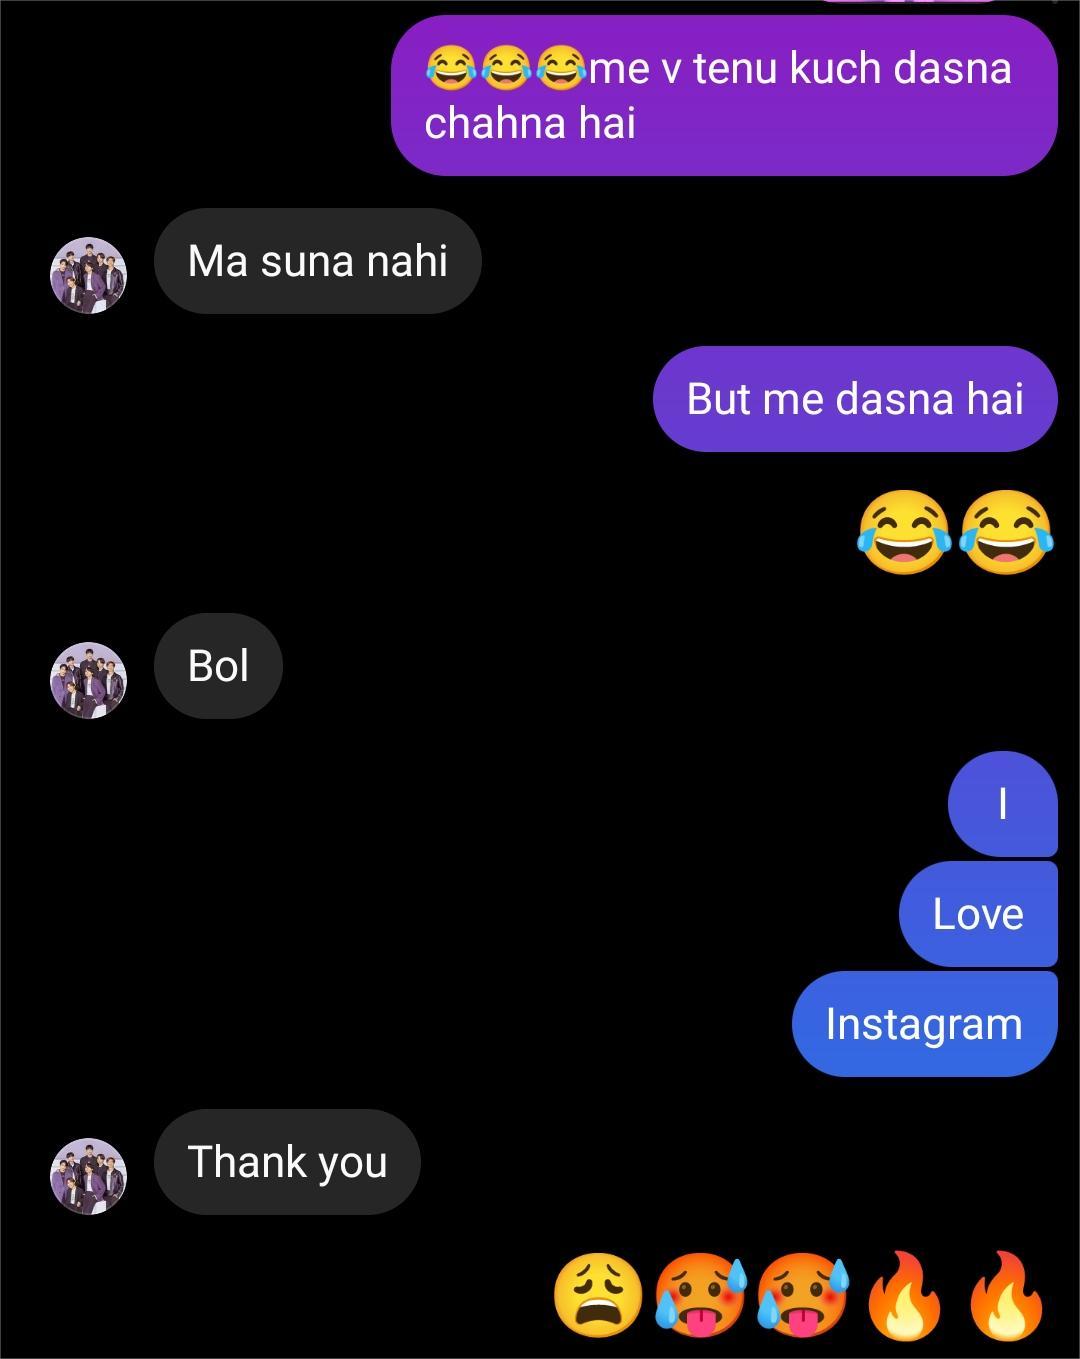 😂😂😂me v tenu kuch dasna
chahna hai
Ma suna nahi
But me dasna hai
😂😂
Bol
I
Love
Instagram
Thank you
😩🥵🥵🔥🔥